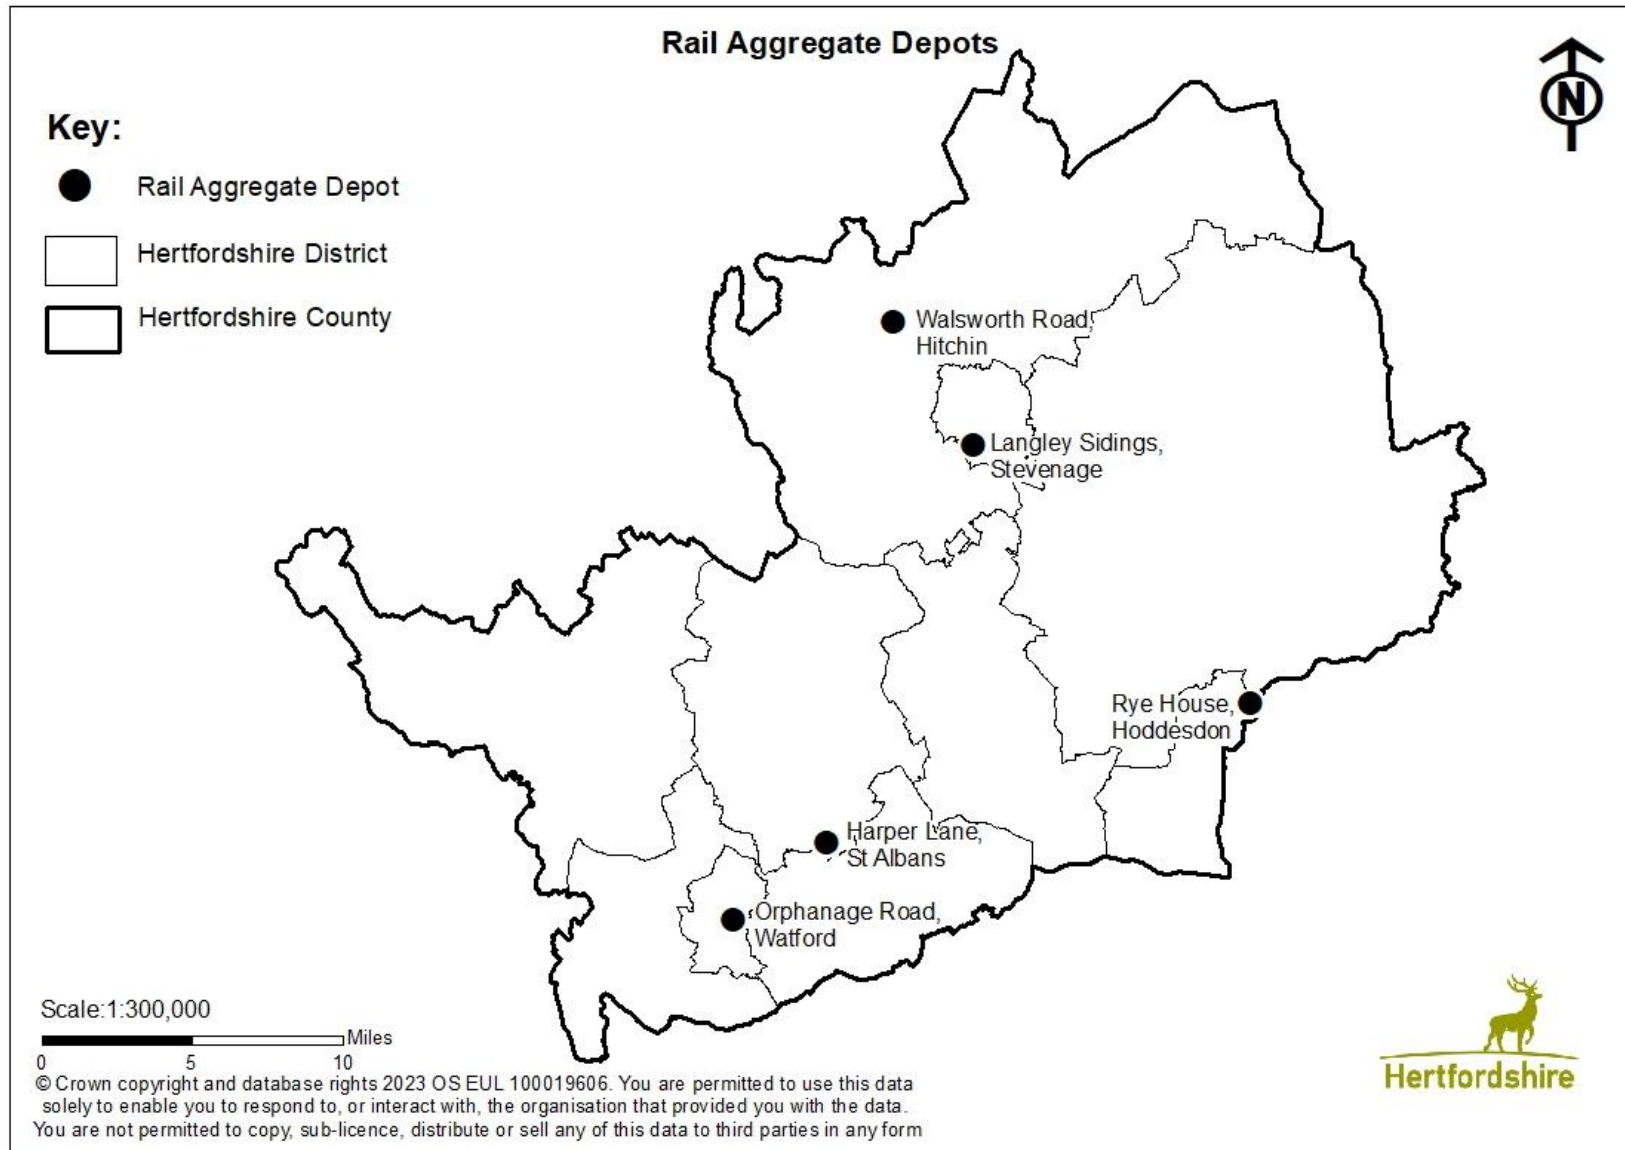 Rail Aggregate Depots
N
Key:
Rail Aggregate Depot
Hertfordshire District
Hertfordshire County
Walsworth Road,
Hitchin
Langley Sidings,
Stevenage
Rye House,
Hoddesdon
Harper Lane,
St Albans
Orphanage Road,
Watford
Scale:1:300,000
Miles
0 5 10
© Crown copyright and database rights 2023 OS EUL 100019606. You are permitted to use this data
solely to enable you to respond to, or interact with, the organisation that provided you with the data.
You are not permitted to copy, sub-licence, distribute or sell any of this data to third parties in any form
Hertfordshire